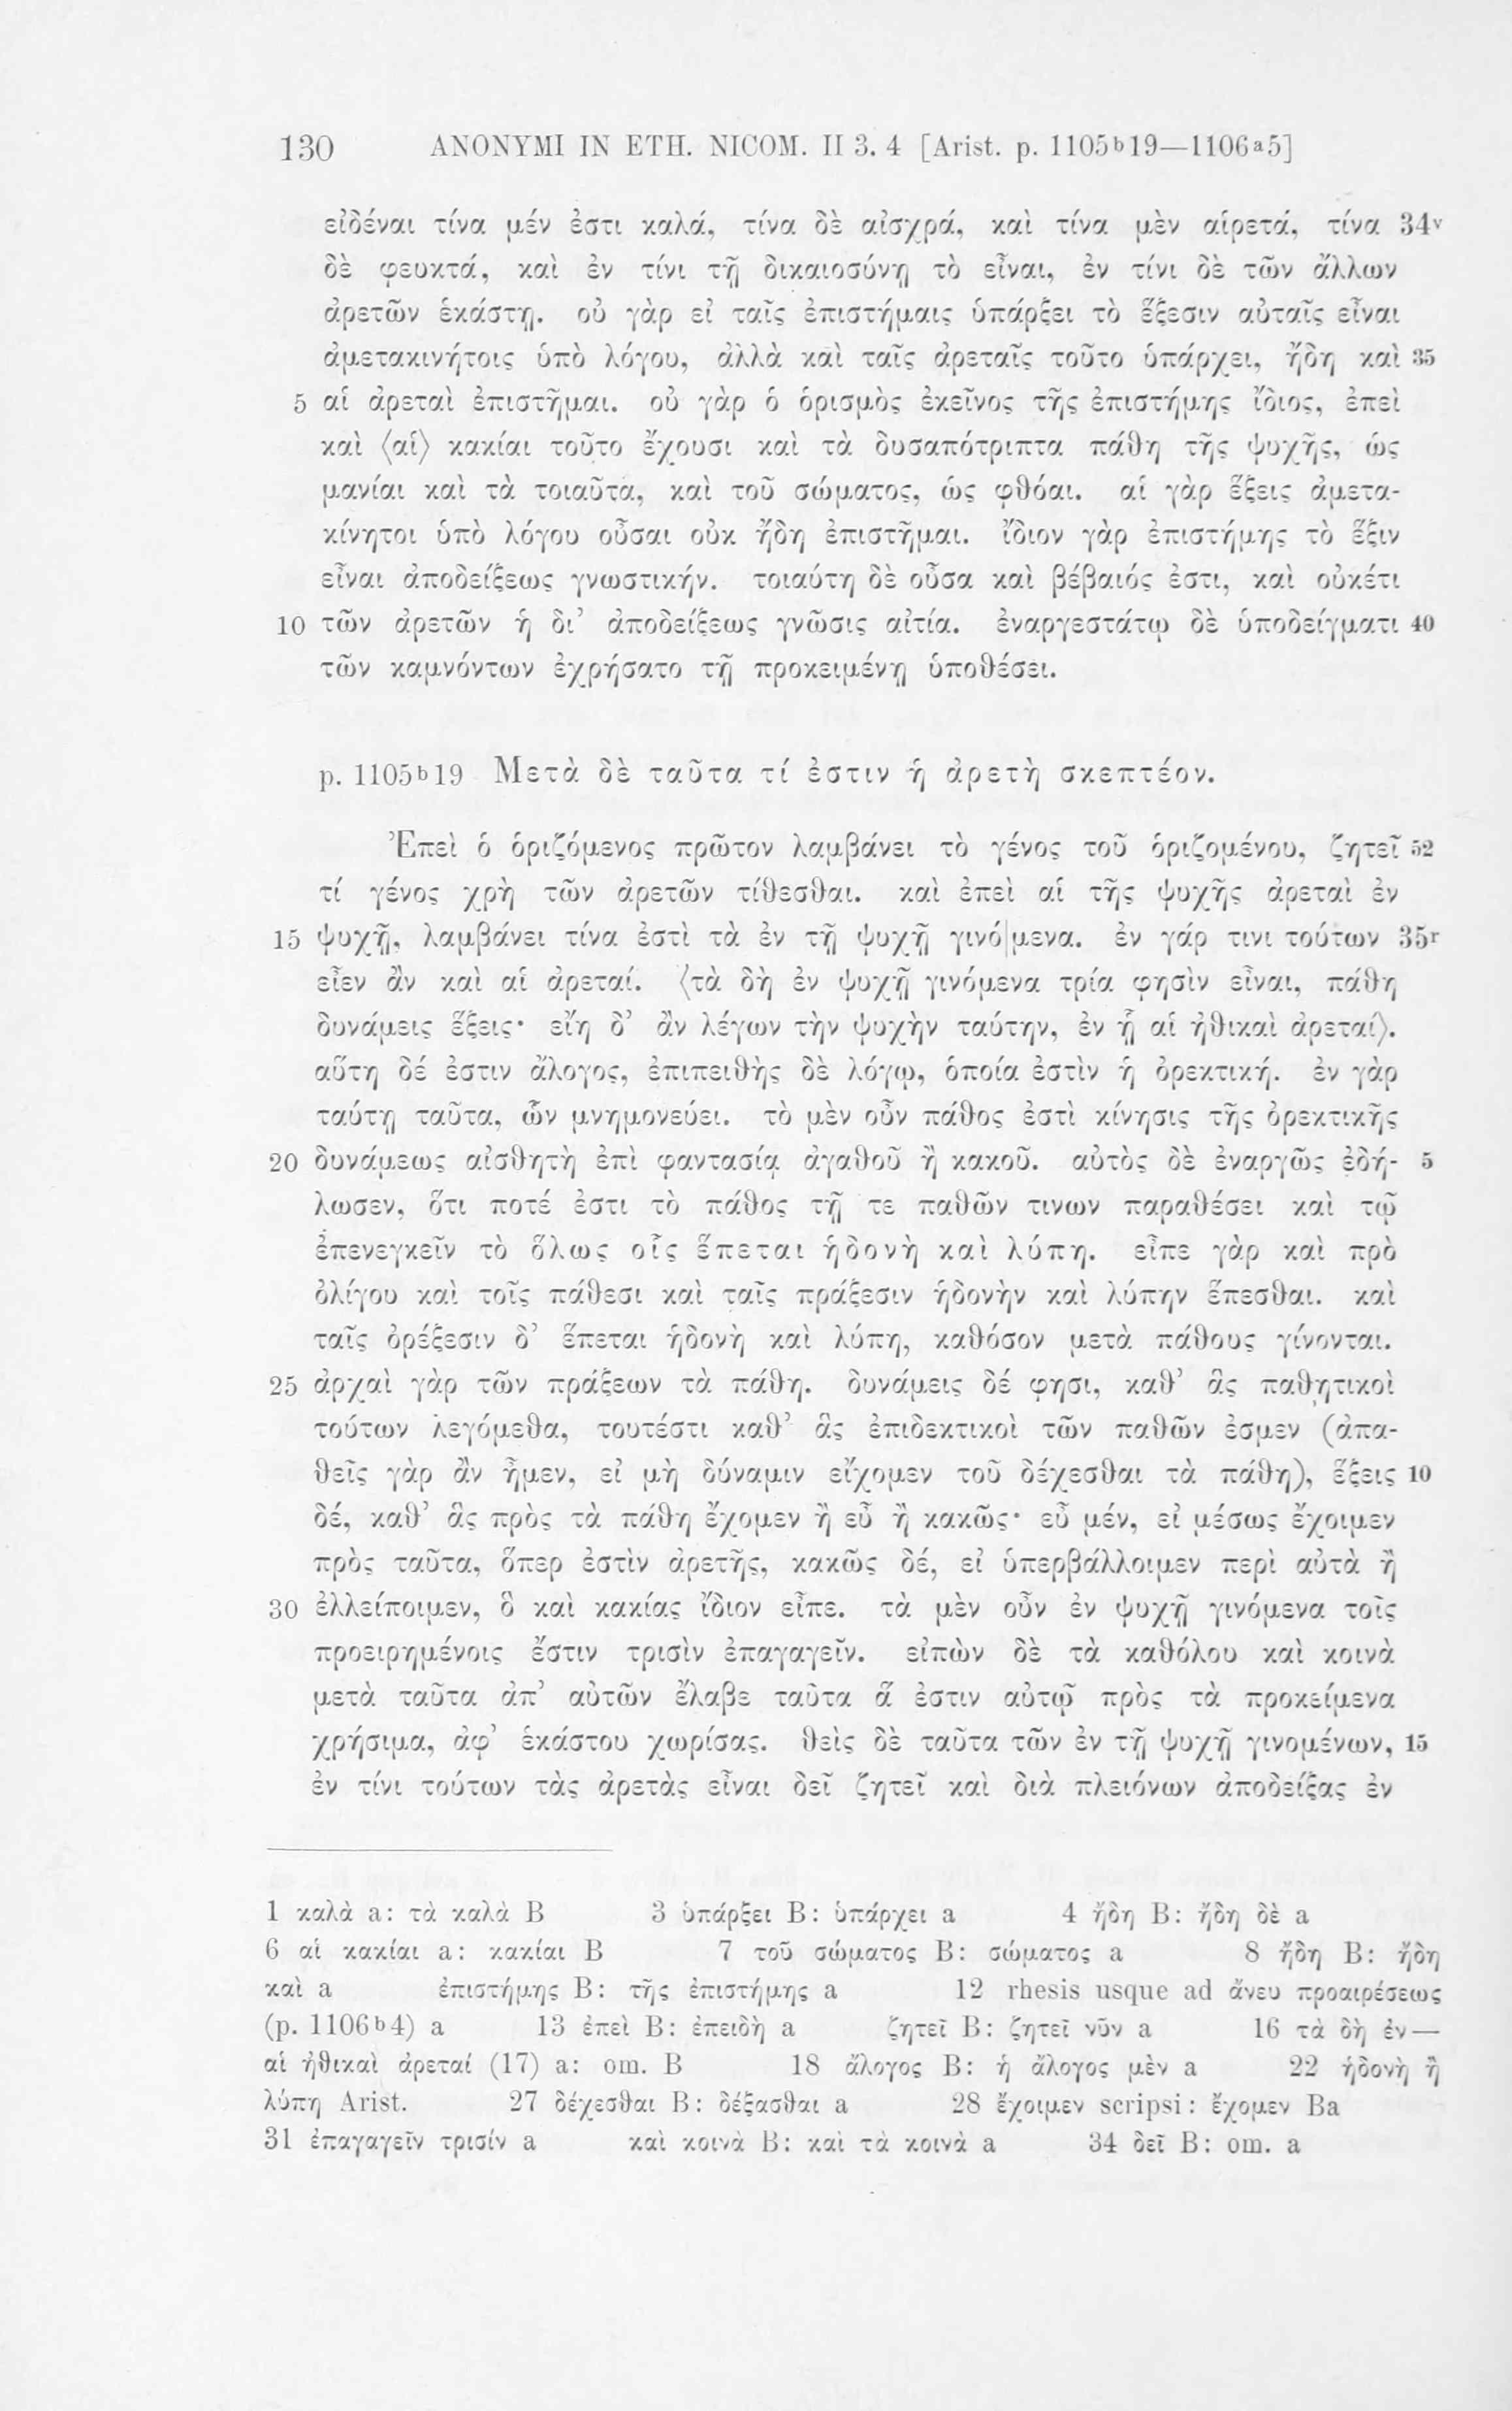 130 ANONYMI IN ETH. NICOM. II 3. 4 [Arist. p. 1105ᵇ19—1106ᵃ5]
εἰδέναι τίνα μέν ἐστι καλά, τίνα δὲ αἰσχρά, καὶ τίνα μὲν αἱρετά, τίνα 34ᵛ
δὲ φευκτά, καὶ ἐν τίνι τῇ δικαιοσύνῃ τὸ εἶναι, ἐν τίνι δὲ τῶν ἄλλων
ἀρετῶν ἑκάστῃ. οὐ γὰρ εἰ ταῖς ἐπιστήμαις ὑπάρξει τὸ ἕξεσιν αὐταῖς εἶναι
ἀμετακινήτοις ὑπὸ λόγου, ἀλλὰ καὶ ταῖς ἀρεταῖς τοῦτο ὑπάρχει, ἤδη καὶ 35
5 αἱ ἀρεταὶ ἐπιστῆμαι. οὐ γὰρ ὁ ὁρισμὸς ἐκεῖνος τῆς ἐπιστήμης ἴδιος, ἐπεὶ
καὶ ⟨αἱ⟩ κακίαι τοῦτο ἔχουσι καὶ τὰ δυσαπότριπτα πάθη τῆς ψυχῆς, ὡς
μανίαι καὶ τὰ τοιαῦτα, καὶ τοῦ σώματος, ὡς φθόαι. αἱ γὰρ ἕξεις ἀμετα-
κίνητοι ὑπὸ λόγου οὖσαι οὐκ ἤδη ἐπιστῆμαι. ἴδιον γὰρ ἐπιστήμης τὸ ἕξιν
εἶναι ἀποδείξεως γνωστικήν. τοιαύτη δὲ οὖσα καὶ βέβαιός ἐστι, καὶ οὐκέτι
10 τῶν ἀρετῶν ἡ δι’ ἀποδείξεως γνῶσις αἰτία. ἐναργεστάτῳ δὲ ὑποδείγματι 40
τῶν καμνόντων ἐχρήσατο τῇ προκειμένῃ ὑποθέσει.
p. 1105ᵇ19 Μετὰ δὲ ταῦτα τί ἐστιν ἡ ἀρετὴ σκεπτέον.
Ἐπεὶ ὁ ὁριζόμενος πρῶτον λαμβάνει τὸ γένος τοῦ ὁριζομένου, ζητεῖ 52
τί γένος χρὴ τῶν ἀρετῶν τίθεσθαι. καὶ ἐπεὶ αἱ τῆς ψυχῆς ἀρεταὶ ἐν
15 ψυχῇ, λαμβάνει τίνα ἐστὶ τὰ ἐν τῇ ψυχῇ γινό|μενα. ἐν γάρ τινι τούτων 35ʳ
εἶεν ἂν καὶ αἱ ἀρεταί. ⟨τὰ δὴ ἐν ψυχῇ γινόμενα τρία φησὶν εἶναι, πάθη
δυνάμεις ἕξεις· εἴη δ’ ἂν λέγων τὴν ψυχὴν ταύτην, ἐν ᾗ αἱ ἠθικαὶ ἀρεταί⟩.
αὕτη δέ ἐστιν ἄλογος, ἐπιπειθὴς δὲ λόγῳ, ὁποία ἐστὶν ἡ ὀρεκτική. ἐν γὰρ
ταύτῃ ταῦτα, ὧν μνημονεύει. τὸ μὲν οὖν πάθος ἐστὶ κίνησις τῆς ὀρεκτικῆς
20 δυνάμεως αἰσθητὴ ἐπὶ φαντασίᾳ ἀγαθοῦ ἢ κακοῦ. αὐτὸς δὲ ἐναργῶς ἐδή- 5
λωσεν, ὅτι ποτέ ἐστι τὸ πάθος τῇ τε παθῶν τινων παραθέσει καὶ τῷ
ἐπενεγκεῖν τὸ ὅλως οἷς ἕπεται ἡδονὴ καὶ λύπη. εἶπε γὰρ καὶ πρὸ
ὀλίγου καὶ τοῖς πάθεσι καὶ ταῖς πράξεσιν ἡδονὴν καὶ λύπην ἕπεσθαι. καὶ
ταῖς ὀρέξεσιν δ’ ἕπεται ἡδονὴ καὶ λύπη, καθόσον μετὰ πάθους γίνονται.
25 ἀρχαὶ γὰρ τῶν πράξεων τὰ πάθη. δυνάμεις δέ φησι, καθ’ ἃς παθητικοὶ
τούτων λεγόμεθα, τουτέστι καθ’ ἃς ἐπιδεκτικοὶ τῶν παθῶν ἐσμεν (ἀπα-
θεῖς γὰρ ἂν ἦμεν, εἰ μὴ δύναμιν εἴχομεν τοῦ δέχεσθαι τὰ πάθη), ἕξεις 10
δέ, καθ’ ἃς πρὸς τὰ πάθη ἔχομεν ἢ εὖ ἢ κακῶς· εὖ μέν, εἰ μέσως ἔχοιμεν
πρὸς ταῦτα, ὅπερ ἐστὶν ἀρετῆς, κακῶς δέ, εἰ ὑπερβάλλοιμεν περὶ αὐτὰ ἢ
30 ἐλλείποιμεν, ὃ καὶ κακίας ἴδιον εἶπε. τὰ μὲν οὖν ἐν ψυχῇ γινόμενα τοῖς
προειρημένοις ἔστιν τρισὶν ἐπαγαγεῖν. εἰπὼν δὲ τὰ καθόλου καὶ κοινὰ
μετὰ ταῦτα ἀπ’ αὐτῶν ἔλαβε ταῦτα ἅ ἐστιν αὐτῷ πρὸς τὰ προκείμενα
χρήσιμα, ἀφ’ ἑκάστου χωρίσας. θεὶς δὲ ταῦτα τῶν ἐν τῇ ψυχῇ γινομένων, 15
ἐν τίνι τούτων τὰς ἀρετὰς εἶναι δεῖ ζητεῖ καὶ διὰ πλειόνων ἀποδείξας ἐν
1 καλὰ a: τὰ καλὰ B 3 ὑπάρξει B: ὑπάρχει a 4 ἤδη B: ἤδη δὲ a
6 αἱ κακίαι a: κακίαι B 7 τοῦ σώματος B: σώματος a 8 ἤδη B: ἤδη
καὶ a ἐπιστήμης B: τῆς ἐπιστήμης a 12 rhesis usque ad ἄνευ προαιρέσεως
(p. 1106ᵇ4) a 13 ἐπεὶ B: ἐπειδὴ a ζητεῖ B: ζητεῖ νῦν a 16 τὰ δὴ ἐν—
αἱ ἠθικαὶ ἀρεταί (17) a: om. B 18 ἄλογος B: ἡ ἄλογος μὲν a 22 ἡδονὴ ἢ
λύπη Arist. 27 δέχεσθαι B: δέξασθαι a 28 ἔχοιμεν scripsi: ἔχομεν Ba
31 ἐπαγαγεῖν τρισίν a καὶ κοινὰ B: καὶ τὰ κοινὰ a 34 δεῖ B: om. a